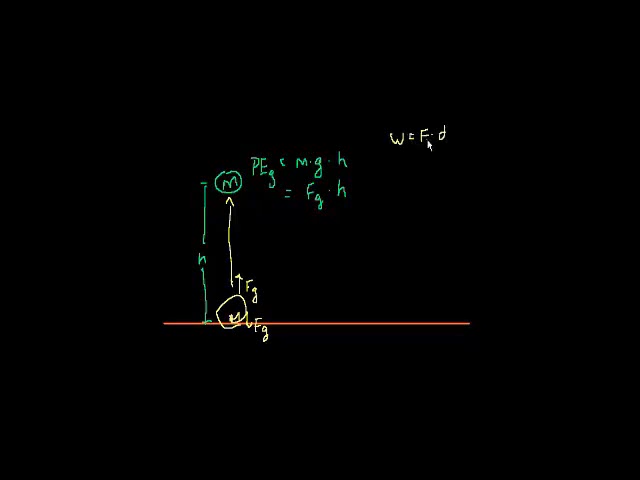 W = F · d
PEg = m · g · h
= Fg · h
m
h
Fg
M
Fg